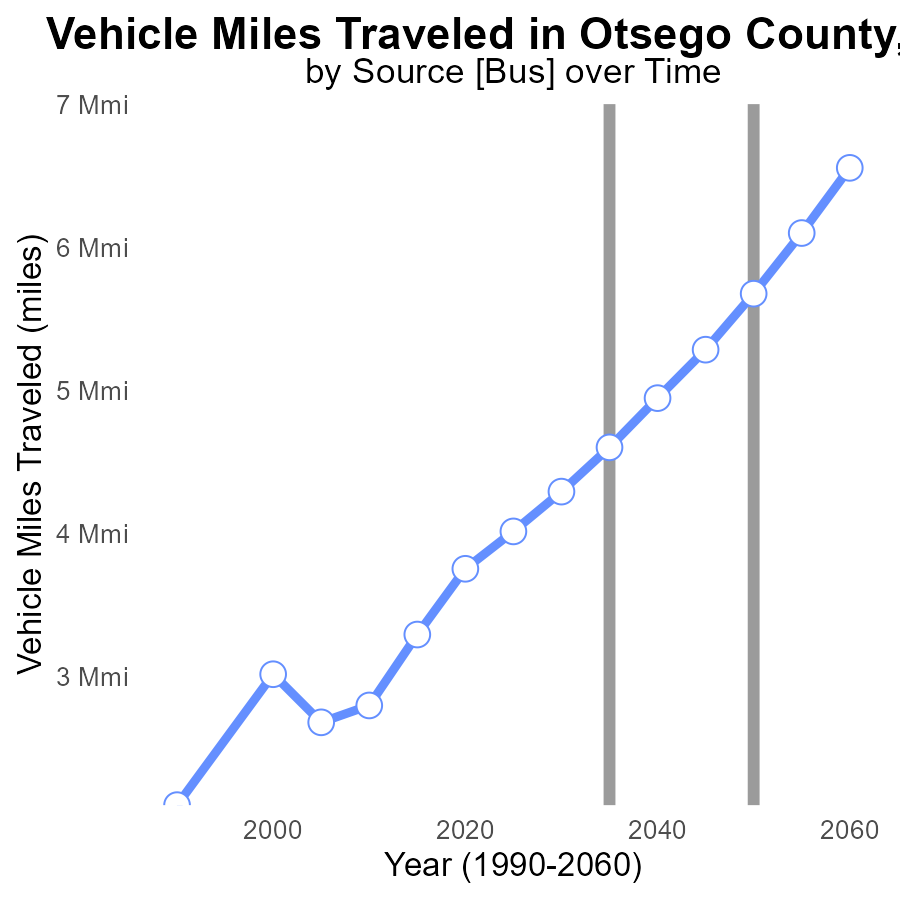 Vehicle Miles Traveled in Otsego County,
by Source [Bus] over Time
7 Mmi
6 Mmi
5 Mmi
4 Mmi
3 Mmi
Vehicle Miles Traveled (miles)
2000 2020 2040 2060
Year (1990-2060)